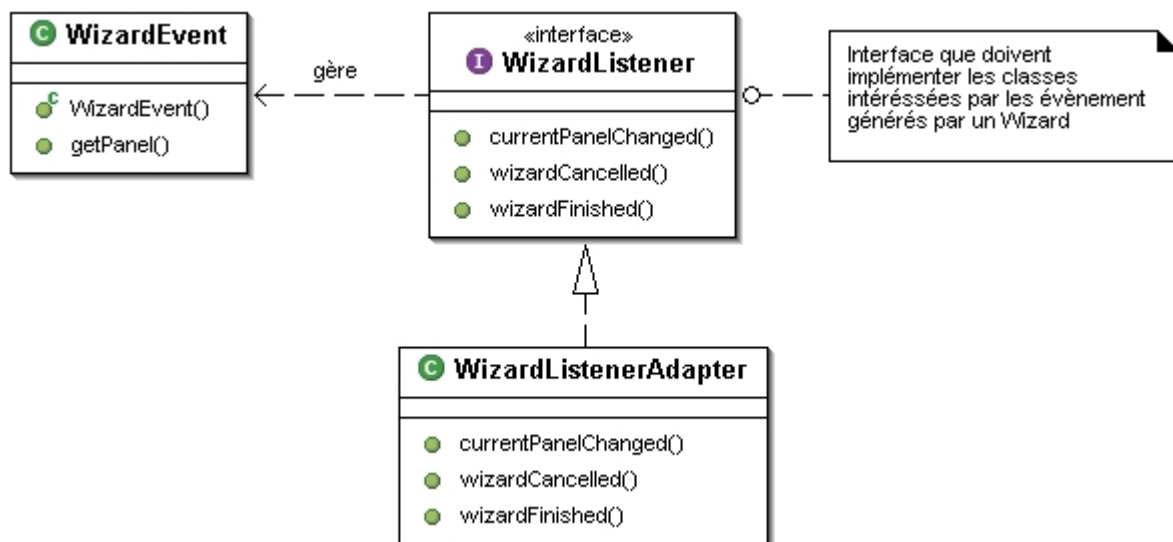 C WizardEvent
WizardEvent()
getPanel()
gère
«interface»
I WizardListener
currentPanelChanged()
wizardCancelled()
wizardFinished()
Interface que doivent
implémenter les classes
intéréssées par les évènement
générés par un Wizard
C WizardListenerAdapter
currentPanelChanged()
wizardCancelled()
wizardFinished()